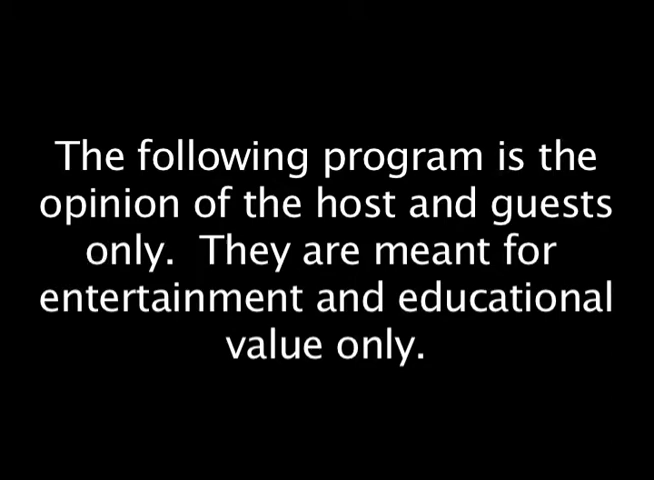 The following program is the
opinion of the host and guests
only.  They are meant for
entertainment and educational
value only.